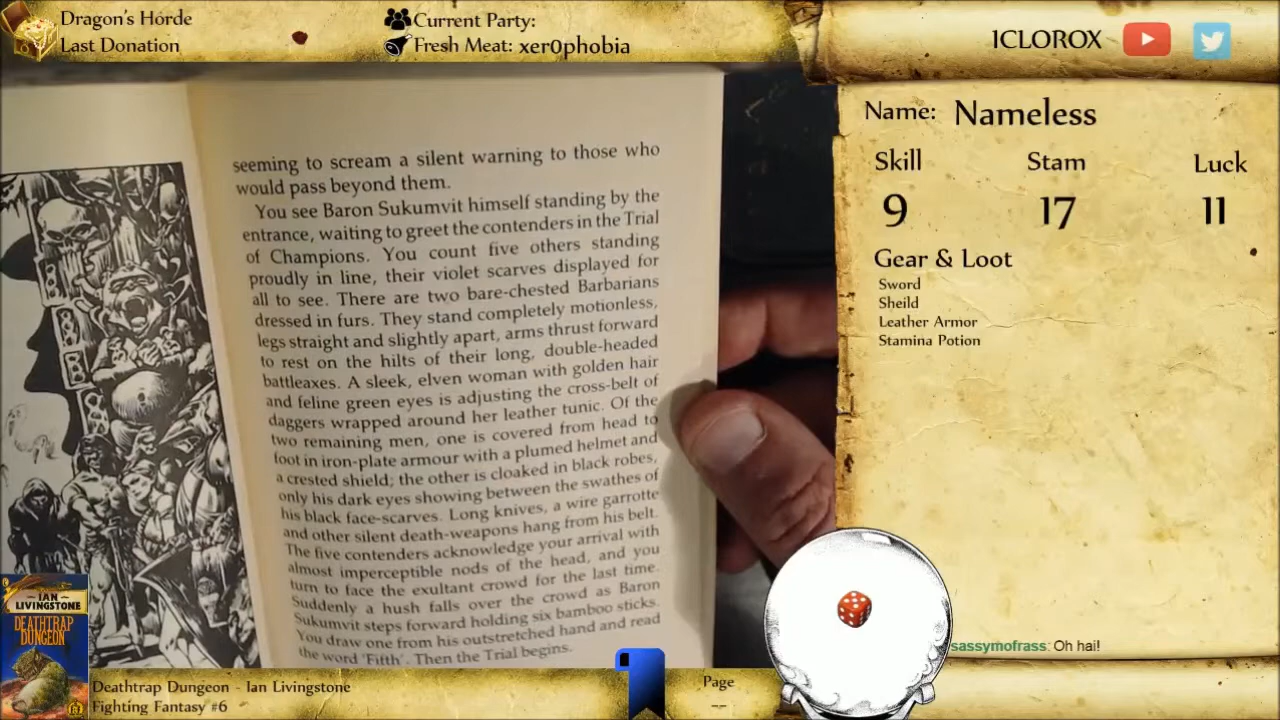 Dragon's Horde
Last Donation
Current Party:
Fresh Meat: xer0phobia
ICLOROX
seeming to scream a silent warning to those who
would pass beyond them.
You see Baron Sukumvit himself standing by the
entrance, waiting to greet the contenders in the Trial
of Champions. You count five others standing
proudly in line, their violet scarves displayed for
all to see. There are two bare-chested Barbarians
dressed in furs. They stand completely motionless,
legs straight and slightly apart, arms thrust forward
to rest on the hilts of their long, double-headed
battleaxes. A sleek, elven woman with golden hair
and feline green eyes is adjusting the cross-belt of
daggers wrapped around her leather tunic. Of the
two remaining men, one is covered from head to
foot in iron-plate armour with a plumed helmet and
a crested shield; the other is cloaked in black robes,
only his dark eyes showing between the swathes of
his black face-scarves. Long knives, a wire garrotte
and other silent death-weapons hang from his belt.
The five contenders acknowledge your arrival with
almost imperceptible nods of the head, and you
turn to face the exultant crowd for the last time.
Suddenly a hush falls over the crowd as Baron
Sukumvit steps forward holding six bamboo sticks.
You draw one from his outstretched hand and read
the word 'Fifth'. Then the Trial begins.
Name: Nameless
Skill Stam Luck
9 17 11
Gear & Loot
Sword
Sheild
Leather Armor
Stamina Potion
sassymofrass: Oh hai!
IAN
LIVINGSTONE
DEATHTRAP
DUNGEON
Deathtrap Dungeon - Ian Livingstone
Fighting Fantasy #6
Page
--